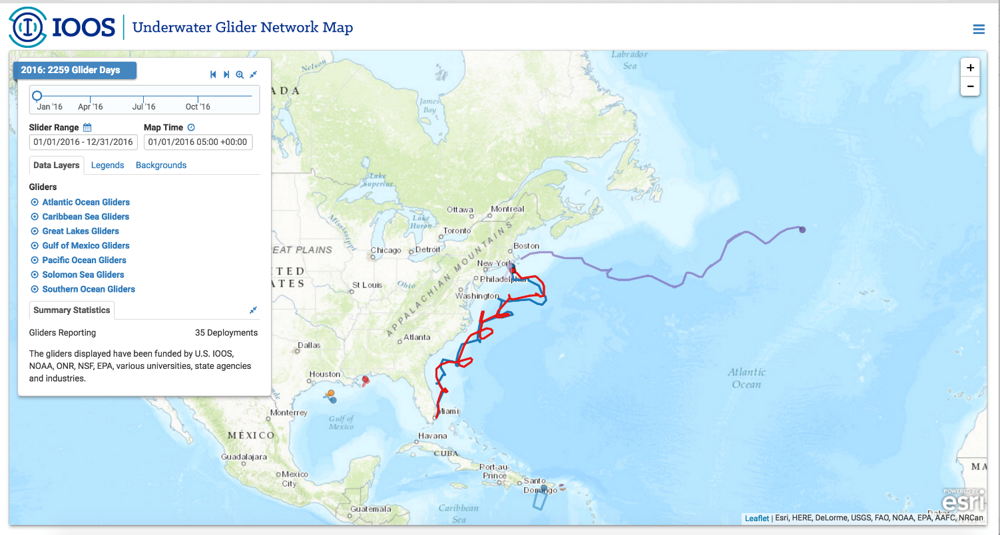 IOOS
Underwater Glider Network Map
2016: 2259 Glider Days
Jan '16
Apr '16
Jul '16
Oct '16
Slider Range
Map Time
01/01/2016 - 12/31/2016
01/01/2016 05:00 +00:00
Data Layers
Legends
Backgrounds
Gliders
Atlantic Ocean Gliders
Caribbean Sea Gliders
Great Lakes Gliders
Gulf of Mexico Gliders
Pacific Ocean Gliders
Solomon Sea Gliders
Southern Ocean Gliders
Summary Statistics
Gliders Reporting
35 Deployments
The gliders displayed have been funded by U.S. IOOS,
NOAA, ONR, NSF, EPA, various universities, state agencies
and industries.
+
−
Labrador
Sea
Nelson
ADA
James
Bay
Lake
Superior
Ottawa
Montreal
Mississippi
Lake
Huron
Toronto
EAT PLAINS
Chicago
Detroit
Boston
APPALACHIAN MOUNTAINS
New York
Philadelphia
TED
ATES
St Louis
Ohio
Washington
Atlanta
Dallas
Houston
Atlantic
Ocean
Monterrey
Gulf of
Mexico
Miami
MÉXICO
Havana
CUBA
Guadalajara
Mexico
City
Port-au-
Prince
Santo
Domingo
Guatemala
Caribbean
Sea
MA
Dakar
POWERED BY
esri
Leaflet | Esri, HERE, DeLorme, USGS, FAO, NOAA, EPA, AAFC, NRCan